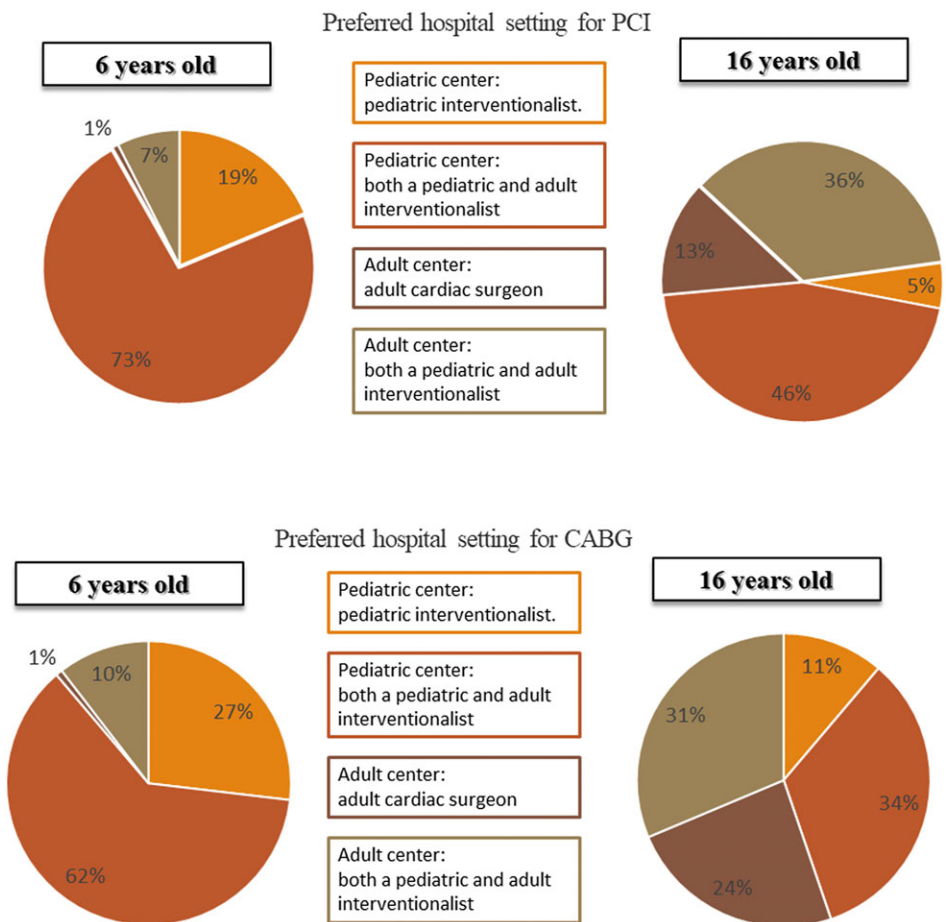 Preferred hospital setting for PCI
6 years old
16 years old
Pediatric center:
pediatric interventionalist.
Pediatric center:
both a pediatric and adult
interventionalist
Adult center:
adult cardiac surgeon
Adult center:
both a pediatric and adult
interventionalist
1%
7%
19%
73%
36%
13%
5%
46%
Preferred hospital setting for CABG
6 years old
16 years old
Pediatric center:
pediatric interventionalist.
Pediatric center:
both a pediatric and adult
interventionalist
Adult center:
adult cardiac surgeon
Adult center:
both a pediatric and adult
interventionalist
1%
10%
27%
62%
11%
31%
34%
24%